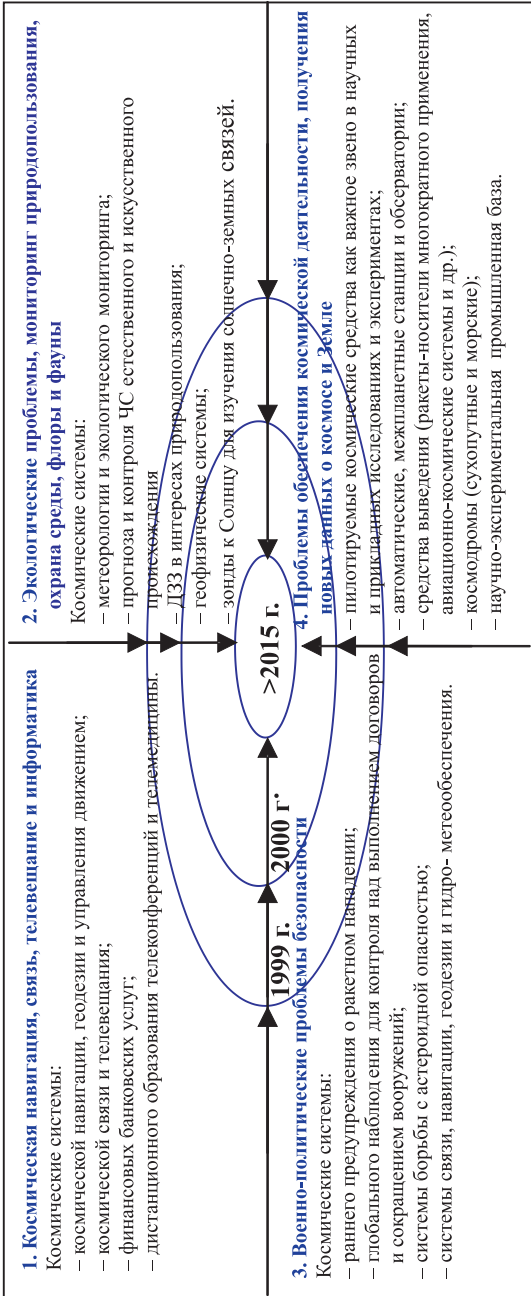 1. Космическая навигация, связь, телевещание и информатика
Космические системы:
– космической навигации, геодезии и управления движением;
– космической связи и телевещания;
– финансовых банковских услуг;
– дистанционного образования телеконференций и телемедицины.
2. Экологические проблемы, мониторинг природопользования,
охрана среды, флоры и фауны
Космические системы:
– метеорологии и экологического мониторинга;
– прогноза и контроля ЧС естественного и искусственного
происхождения
– ДЗЗ в интересах природопользования;
– геофизические системы;
– зонды к Солнцу для изучения солнечно-земных связей.
1999 г.
2000 г.
>2015 г.
3. Военно-политические проблемы безопасности
Космические системы:
– раннего предупреждения о ракетном нападении;
– глобального наблюдения для контроля над выполнением договоров
и сокращением вооружений;
– системы борьбы с астероидной опасностью;
– системы связи, навигации, геодезии и гидро- метеообеспечения.
4. Проблемы обеспечения космической деятельности, получения
новых данных о космосе и Земле
– пилотируемые космические средства как важное звено в научных
и прикладных исследованиях и экспериментах;
– автоматические, межпланетные станции и обсерватории;
– средства выведения (ракеты-носители многократного применения,
авиационно-космические системы и др.);
– космодромы (сухопутные и морские);
– научно-экспериментальная промышленная база.